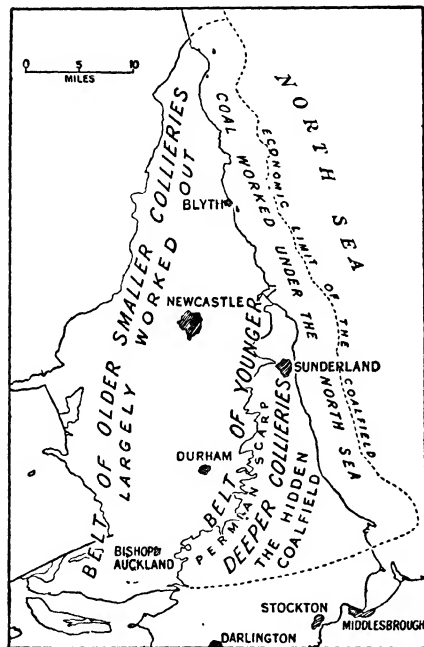 0 10
MILES
NORTH SEA
COAL WORKED UNDER THE NORTH SEA
ECONOMIC LIMIT OF THE COALFIELD
BELT OF OLDER SMALLER COLLIERIES
LARGELY WORKED OUT
BLYTH
NEWCASTLE
SUNDERLAND
BELT OF YOUNGER
DEEPER COLLIERIES
PERMIAN SCARP
THE HIDDEN
COALFIELD
DURHAM
BISHOP
AUCKLAND
STOCKTON
MIDDLESBROUGH
DARLINGTON